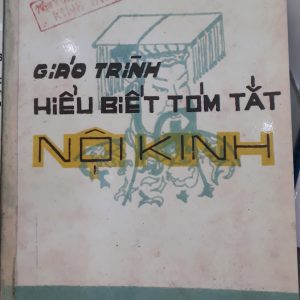 GIÁO TRÌNH
HIỂU BIẾT TÓM TẮT
NỘI KINH